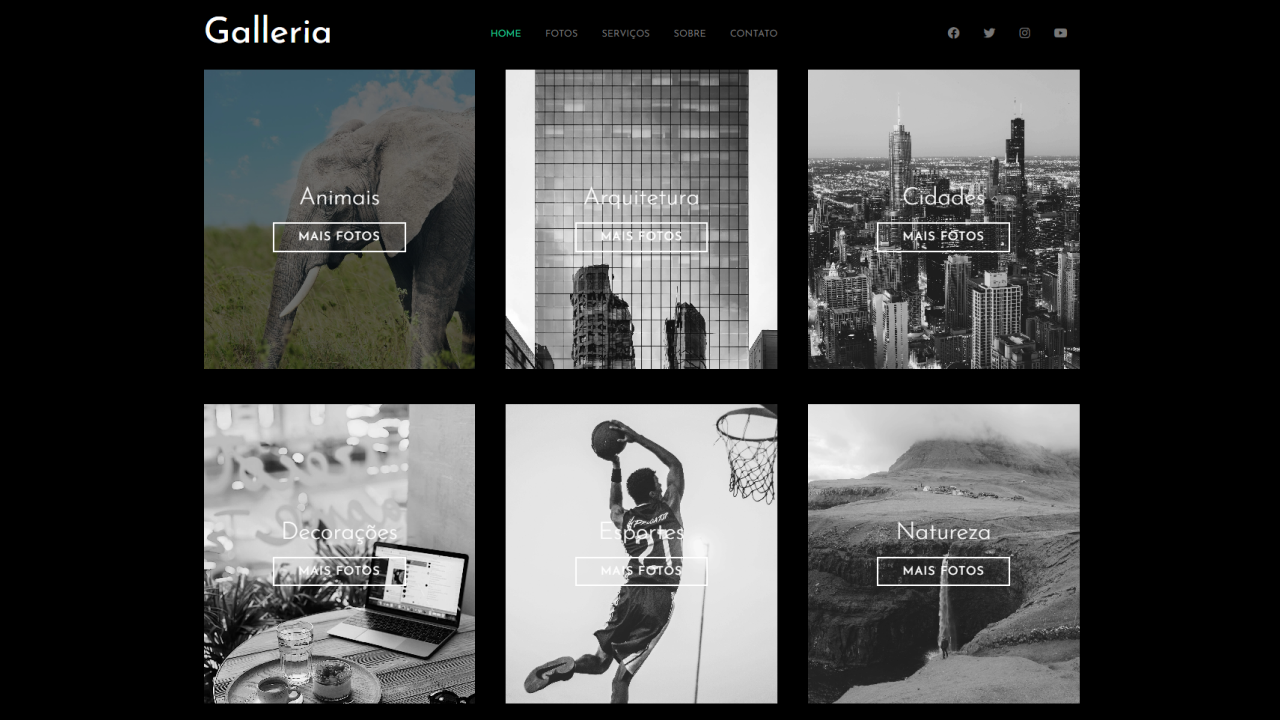 Galleria
HOME FOTOS SERVIÇOS SOBRE CONTATO
Animais
MAIS FOTOS
Arquitetura
MAIS FOTOS
Cidades
MAIS FOTOS
Decorações
MAIS FOTOS
Esportes
MAIS FOTOS
21
Natureza
MAIS FOTOS